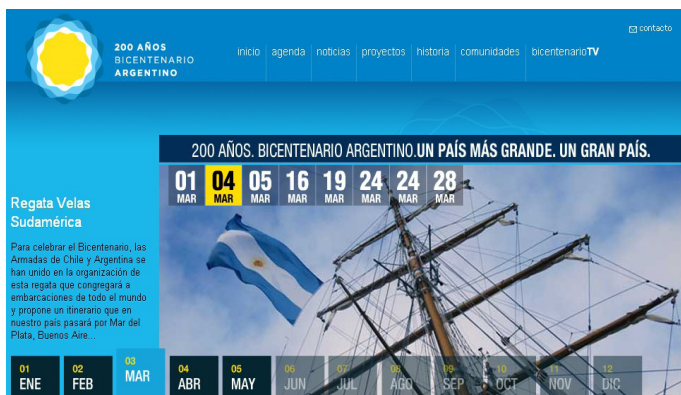 contacto
200 AÑOS
BICENTENARIO
ARGENTINO
inicio agenda noticias proyectos historia comunidades bicentenarioTV
200 AÑOS. BICENTENARIO ARGENTINO.UN PAÍS MÁS GRANDE. UN GRAN PAÍS.
01 04 05 16 19 24 24 28
MAR MAR MAR MAR MAR MAR MAR MAR
Regata Velas
Sudamérica
Para celebrar el Bicentenario, las
Armadas de Chile y Argentina se
han unido en la organización de
esta regata que congregará a
embarcaciones de todo el mundo
y propone un itinerario que en
nuestro país pasará por Mar del
Plata, Buenos Aire...
01 02 03 04 05 06 07 08 09 10 11 12
ENE FEB MAR ABR MAY JUN JUL AGO SEP OCT NOV DIC